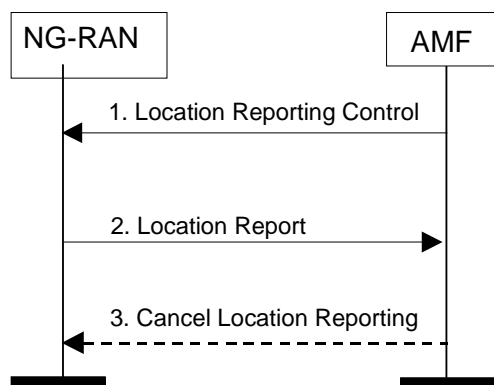 NG-RAN
AMF
1. Location Reporting Control
2. Location Report
3. Cancel Location Reporting